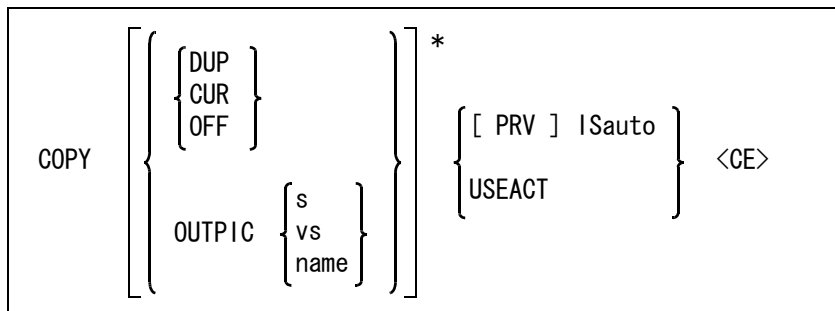 DUP
*
CUR
[ PRV ] ISauto
OFF
COPY
<CE>
USEACT
s
OUTPIC
vs
name